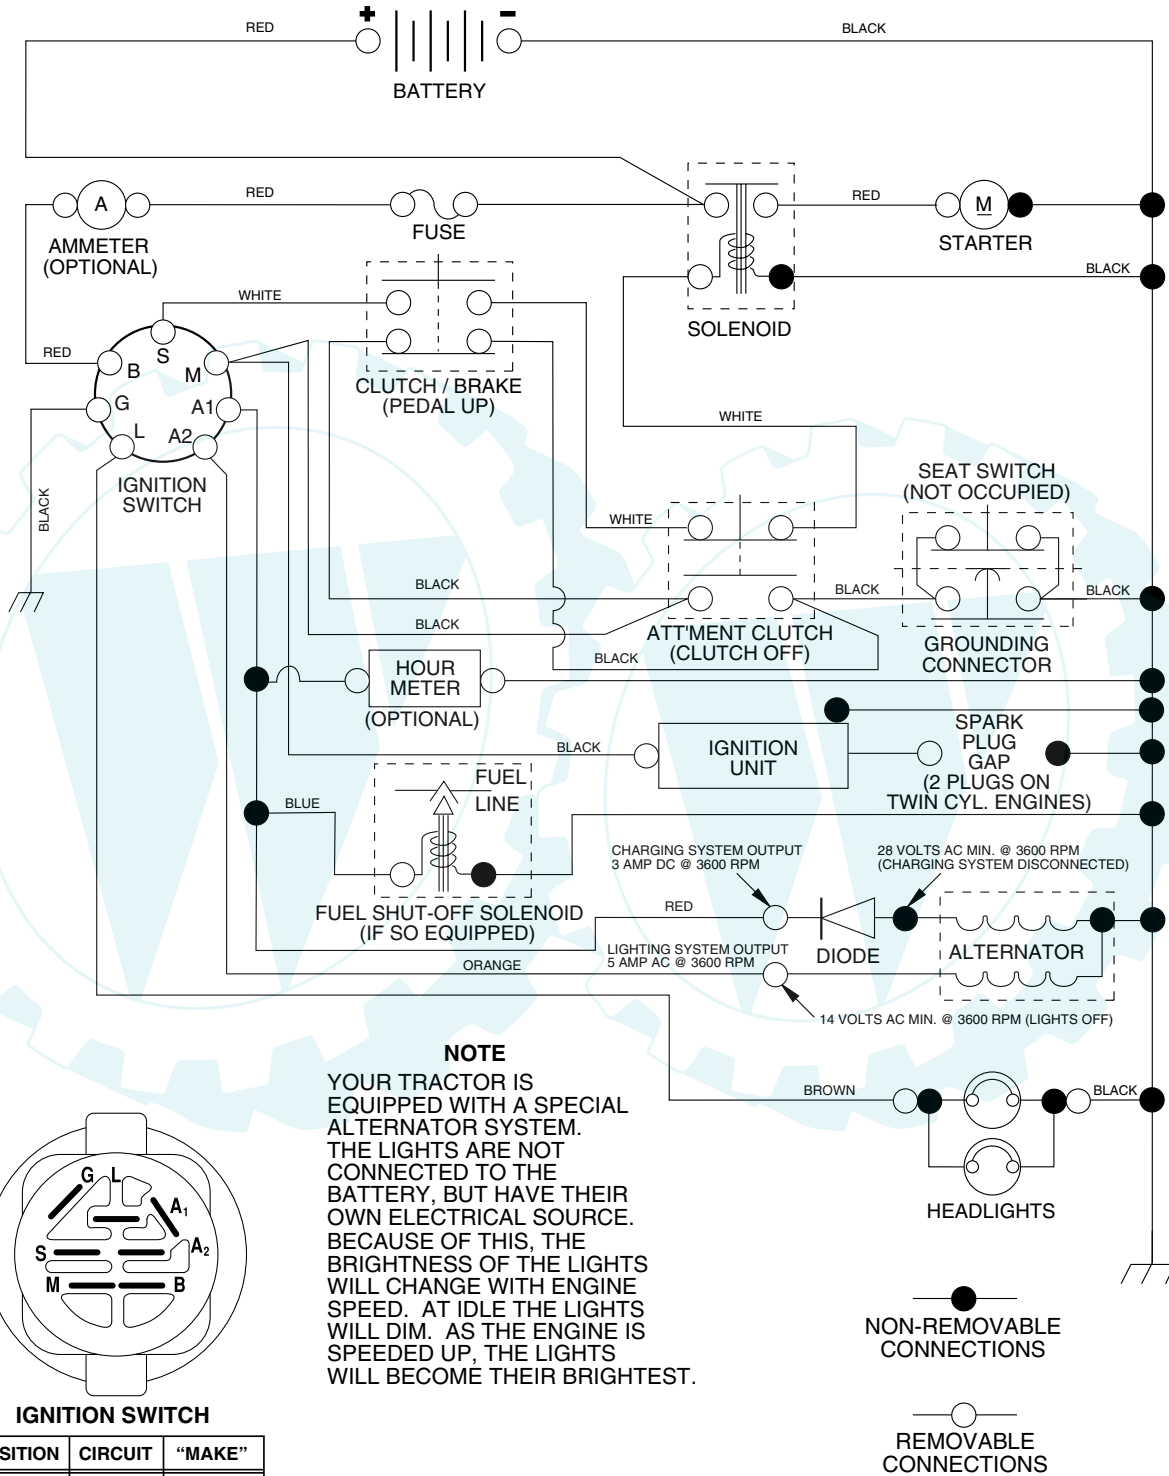 + −
RED
BLACK
BATTERY
A
RED
FUSE
RED
M
STARTER
AMMETER
(OPTIONAL)
WHITE
BLACK
SOLENOID
RED
S
B
M
G
A1
L
A2
CLUTCH / BRAKE
(PEDAL UP)
IGNITION
SWITCH
BLACK
WHITE
WHITE
SEAT SWITCH
(NOT OCCUPIED)
BLACK
BLACK
BLACK
BLACK
ATT'MENT CLUTCH
(CLUTCH OFF)
BLACK
GROUNDING
CONNECTOR
HOUR
METER
(OPTIONAL)
BLACK
IGNITION
UNIT
SPARK
PLUG
GAP
(2 PLUGS ON
TWIN CYL. ENGINES)
FUEL
LINE
BLUE
FUEL SHUT-OFF SOLENOID
(IF SO EQUIPPED)
CHARGING SYSTEM OUTPUT
3 AMP DC @ 3600 RPM
28 VOLTS AC MIN. @ 3600 RPM
(CHARGING SYSTEM DISCONNECTED)
RED
DIODE
ALTERNATOR
LIGHTING SYSTEM OUTPUT
5 AMP AC @ 3600 RPM
ORANGE
14 VOLTS AC MIN. @ 3600 RPM (LIGHTS OFF)
BROWN
BLACK
HEADLIGHTS
NOTE
YOUR TRACTOR IS
EQUIPPED WITH A SPECIAL
ALTERNATOR SYSTEM.
THE LIGHTS ARE NOT
CONNECTED TO THE
BATTERY, BUT HAVE THEIR
OWN ELECTRICAL SOURCE.
BECAUSE OF THIS, THE
BRIGHTNESS OF THE LIGHTS
WILL CHANGE WITH ENGINE
SPEED. AT IDLE THE LIGHTS
WILL DIM. AS THE ENGINE IS
SPEEDED UP, THE LIGHTS
WILL BECOME THEIR BRIGHTEST.
G L
A1
S
A2
M B
IGNITION SWITCH
SITION CIRCUIT “MAKE”
NON-REMOVABLE
CONNECTIONS
REMOVABLE
CONNECTIONS